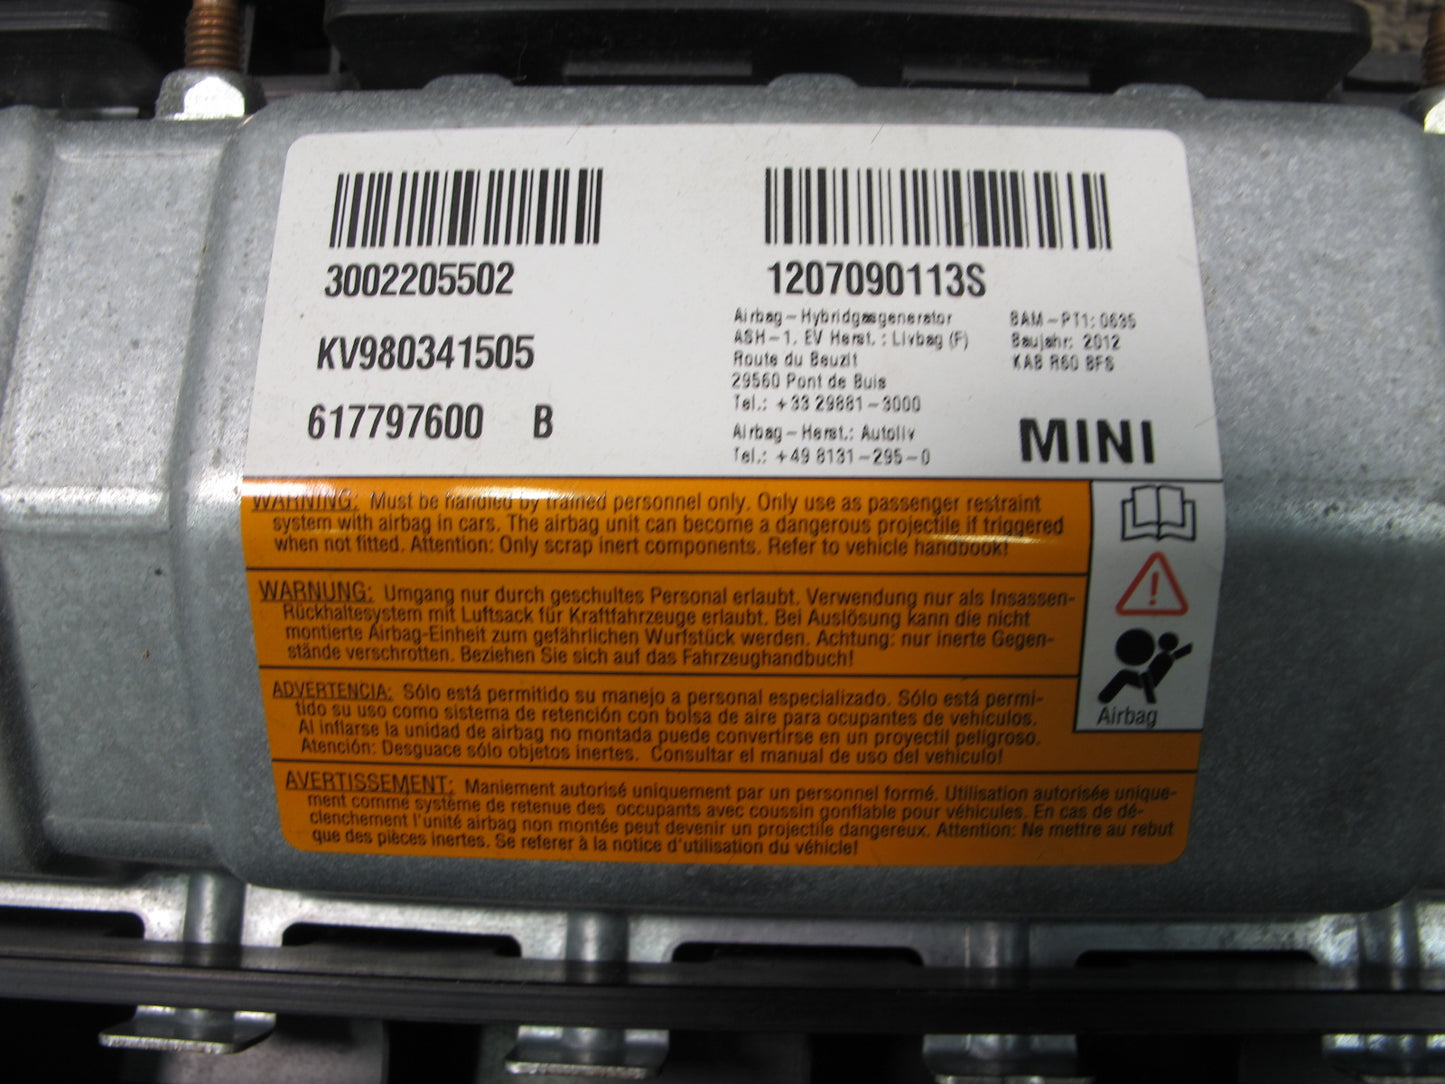 3002205502
KV980341505
617797600 B
1207090113S
Airbag-Hybridgasgenerator
ASH-1. EV Herst.: Livbag (F)
Route du Beuzit
29560 Pont de Buis
Tel.: +33 29881-3000
Airbag-Herst.: Autoliv
Tel.: +49 8131-295-0
BAM-PT1: 0635
Baujahr: 2012
KAB R60 BFS
MINI
WARNING: Must be handled by trained personnel only. Only use as passenger restraint
system with airbag in cars. The airbag unit can become a dangerous projectile if triggered
when not fitted. Attention: Only scrap inert components. Refer to vehicle handbook!
WARNUNG: Umgang nur durch geschultes Personal erlaubt. Verwendung nur als Insassen-
Rückhaltesystem mit Luftsack für Kraftfahrzeuge erlaubt. Bei Auslösung kann die nicht
montierte Airbag-Einheit zum gefährlichen Wurfstück werden. Achtung: nur inerte Gegen-
stände verschrotten. Beziehen Sie sich auf das Fahrzeughandbuch!
ADVERTENCIA: Sólo está permitido su manejo a personal especializado. Sólo está permi-
tido su uso como sistema de retención con bolsa de aire para ocupantes de vehículos.
Al inflarse la unidad de airbag no montada puede convertirse en un proyectil peligroso.
Atención: Desguace sólo objetos inertes. Consultar el manual de uso del vehículo!
AVERTISSEMENT: Maniement autorisé uniquement par un personnel formé. Utilisation autorisée unique-
ment comme système de retenue des occupants avec coussin gonflable pour véhicules. En cas de dé-
clenchement l'unité airbag non montée peut devenir un projectile dangereux. Attention: Ne mettre au rebut
que des pièces inertes. Se referer à la notice d'utilisation du véhicle!
Airbag